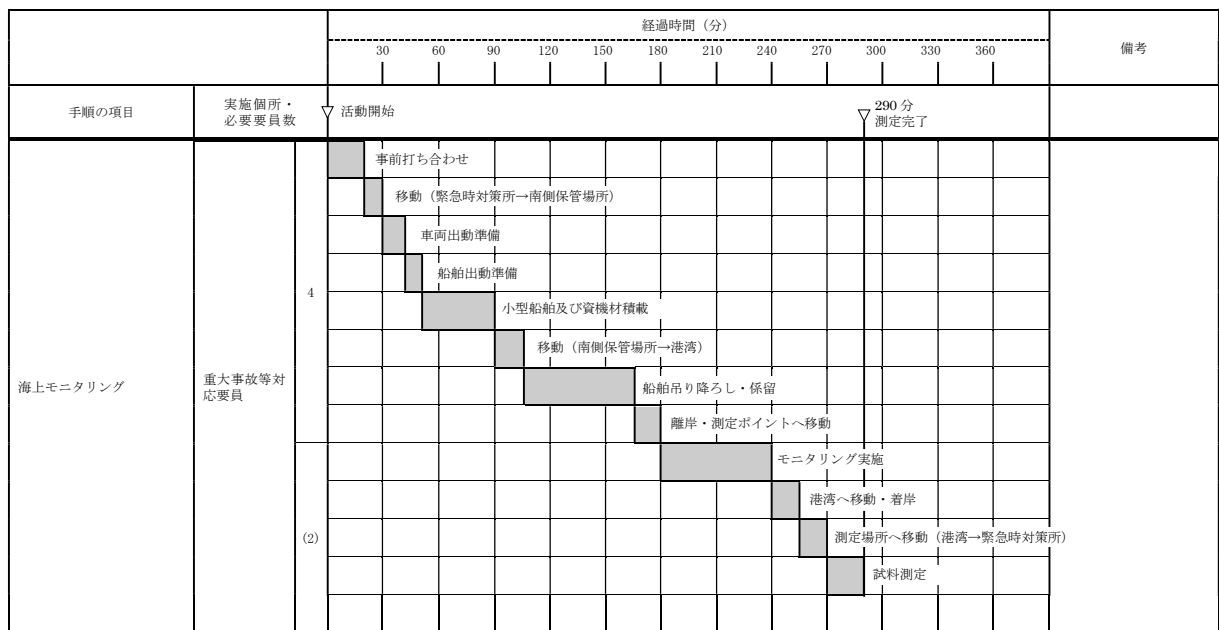 経過時間（分）
30 60 90 120 150 180 210 240 270 300 330 360
備考
手順の項目
実施個所・
必要要員数
活動開始
290 分
測定完了
事前打ち合わせ
移動（緊急時対策所→南側保管場所）
車両出動準備
船舶出動準備
4
小型船舶及び資機材積載
移動（南側保管場所→港湾）
海上モニタリング
重大事故等対
応要員
船舶吊り降ろし・係留
離岸・測定ポイントへ移動
モニタリング実施
港湾へ移動・着岸
(2)
測定場所へ移動（港湾→緊急時対策所）
試料測定